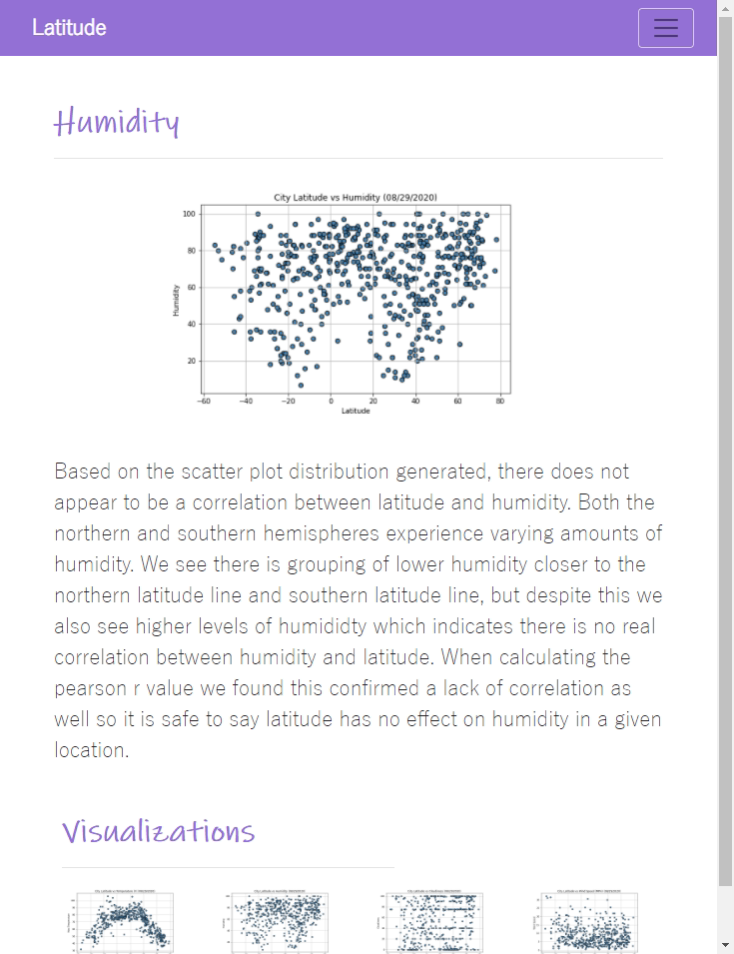 Latitude
Humidity
City Latitude vs Humidity (08/29/2020)
100
80
60
40
20
Humidity
−60 −40 −20 0 20 40 60 80
Latitude
Based on the scatter plot distribution generated, there does not
appear to be a correlation between latitude and humidity. Both the
northern and southern hemispheres experience varying amounts of
humidity. We see there is grouping of lower humidity closer to the
northern latitude line and southern latitude line, but despite this we
also see higher levels of humididty which indicates there is no real
correlation between humidity and latitude. When calculating the
pearson r value we found this confirmed a lack of correlation as
well so it is safe to say latitude has no effect on humidity in a given
location.
Visualizations